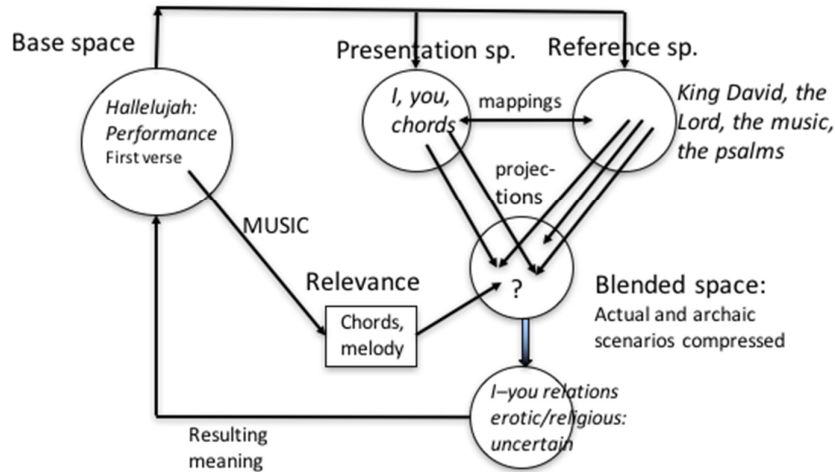 Base space
Presentation sp.
Reference sp.
Hallelujah:
Performance
First verse
I, you,
chords
mappings
King David, the
Lord, the music,
the psalms
projec-
tions
MUSIC
Relevance
Chords,
melody
?
Blended space:
Actual and archaic
scenarios compressed
I–you relations
erotic/religious:
uncertain
Resulting
meaning